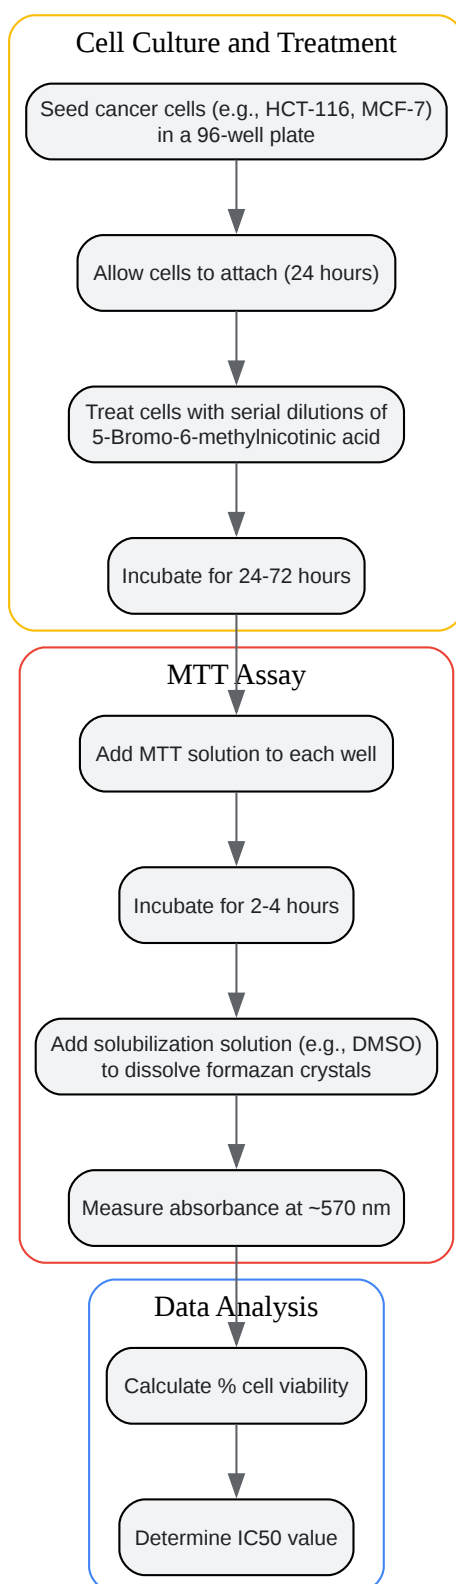 Cell Culture and Treatment
Seed cancer cells (e.g., HCT-116, MCF-7)
in a 96-well plate
Allow cells to attach (24 hours)
Treat cells with serial dilutions of
5-Bromo-6-methylnicotinic acid
Incubate for 24-72 hours
MTT Assay
Add MTT solution to each well
Incubate for 2-4 hours
Add solubilization solution (e.g., DMSO)
to dissolve formazan crystals
Measure absorbance at ~570 nm
Data Analysis
Calculate % cell viability
Determine IC50 value